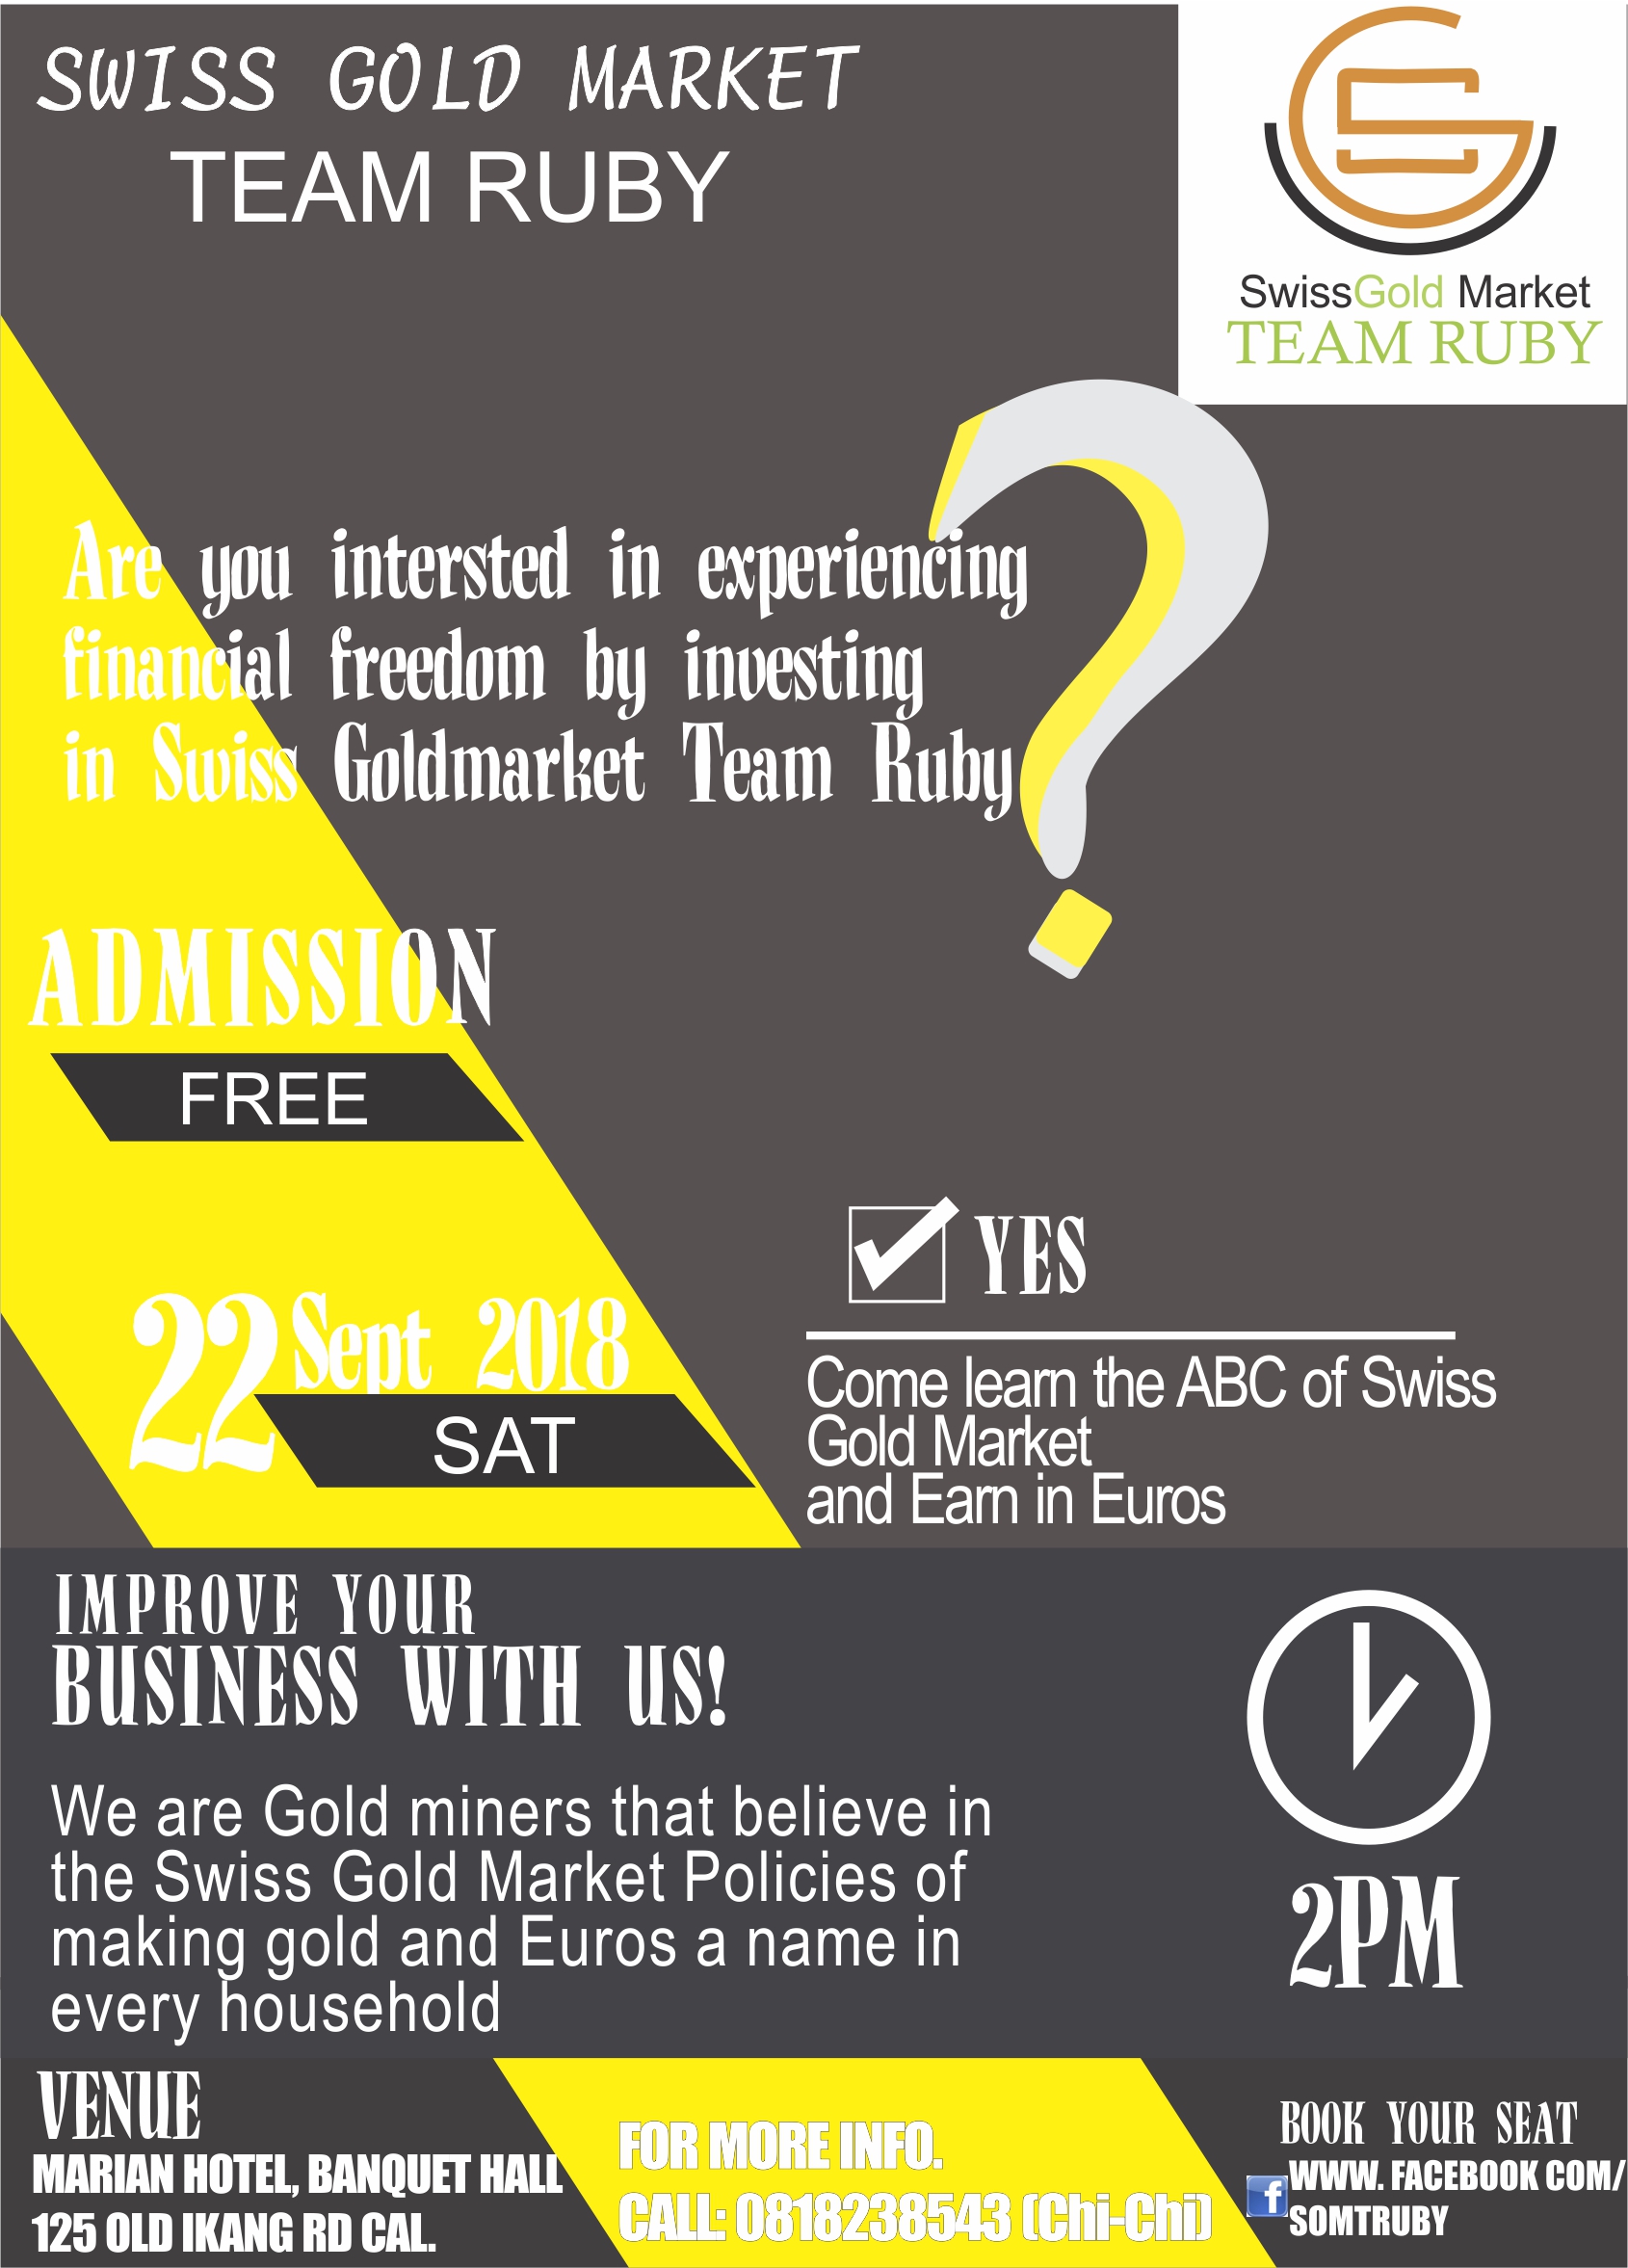 SWISS GOLD MARKET
TEAM RUBY
SwissGold Market
TEAM RUBY
Are you intersted in experiencing
financial freedom by investing
in Swiss Goldmarket Team Ruby
?
ADMISSION
FREE
22 Sept 2018
SAT
YES
Come learn the ABC of Swiss
Gold Market
and Earn in Euros
IMPROVE YOUR
BUSINESS WITH US!
We are Gold miners that believe in
the Swiss Gold Market Policies of
making gold and Euros a name in
every household
2PM
VENUE
MARIAN HOTEL, BANQUET HALL
125 OLD IKANG RD CAL.
FOR MORE INFO.
CALL: 0818238543 (Chi-Chi)
BOOK YOUR SEAT
f WWW. FACEBOOK COM/
SOMTRUBY